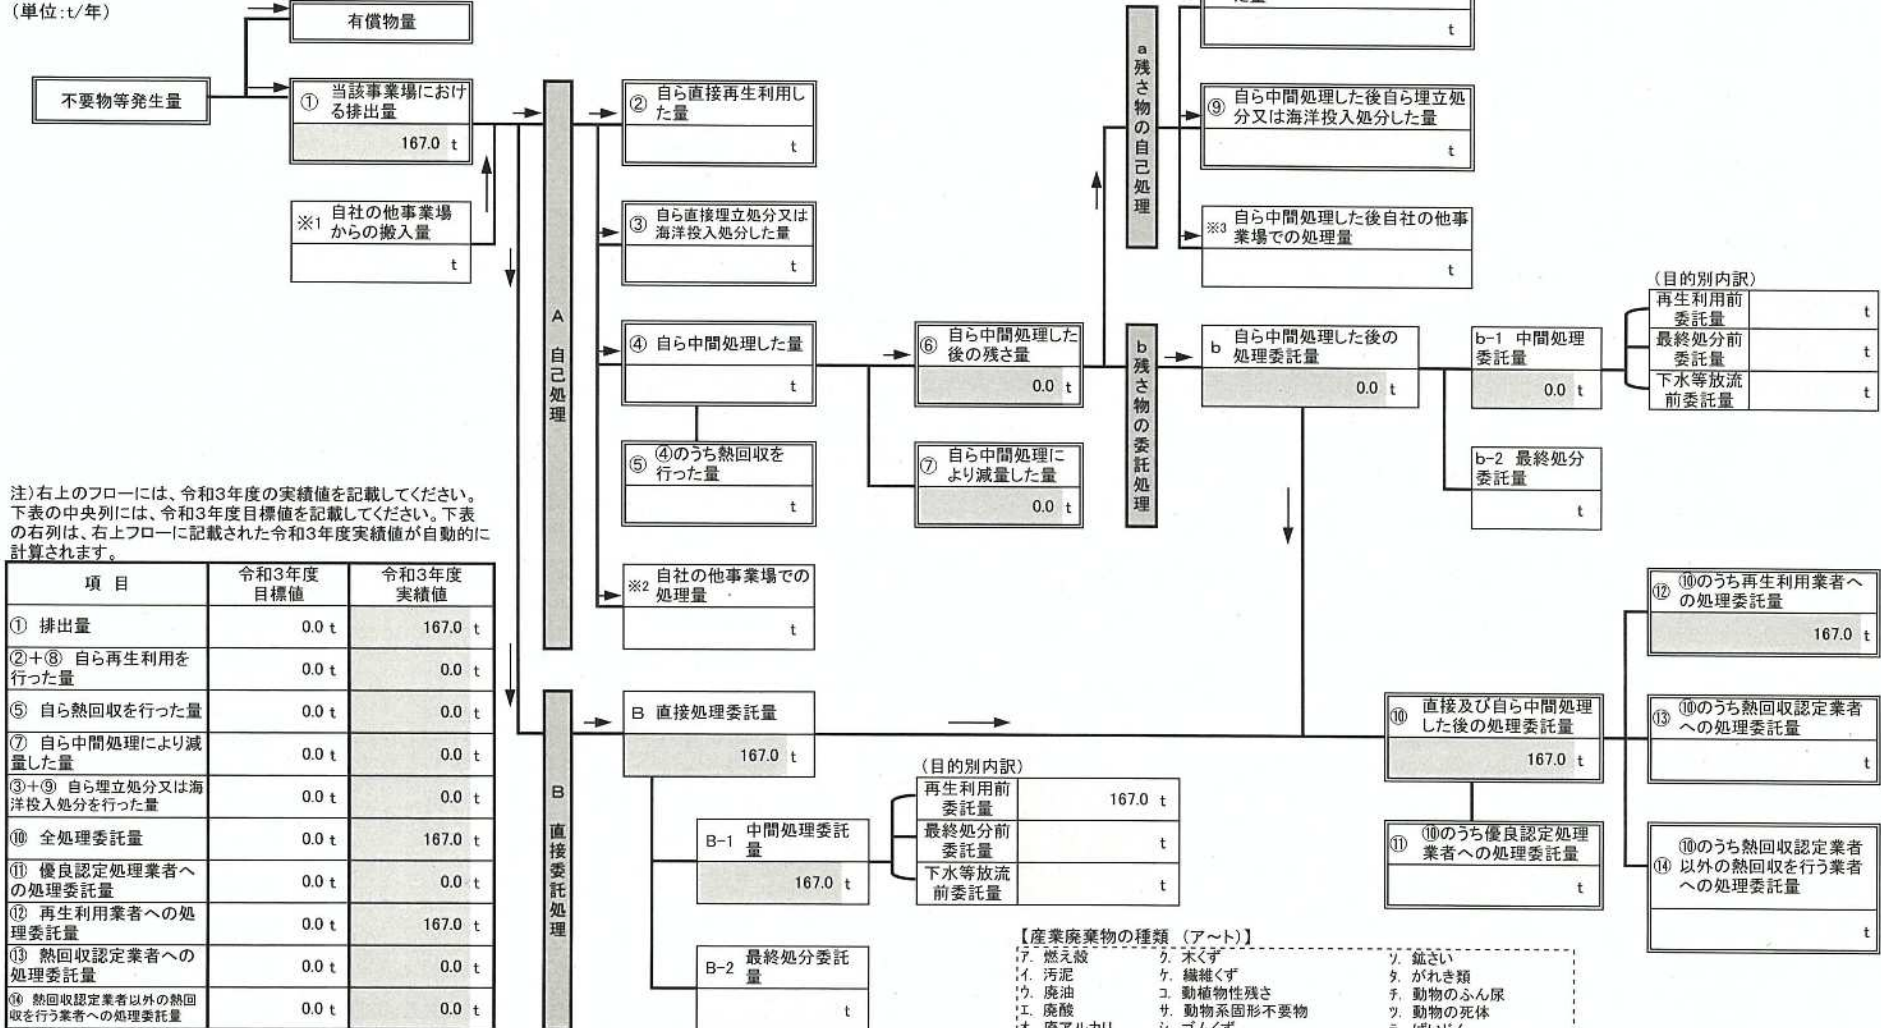 (単位:t/年)
有償物量
不要物等発生量
① 当該事業場におけ
る排出量
167.0 t
※1 自社の他事業場
からの搬入量
t
A 自己処理
② 自ら直接再生利用し
た量
t
③ 自ら直接埋立処分又は
海洋投入処分した量
t
④ 自ら中間処理した量
t
⑤ ④のうち熱回収を
行った量
t
※2 自社の他事業場での
処理量
t
⑥ 自ら中間処理した
後の残さ量
0.0 t
⑦ 自ら中間処理に
より減量した量
0.0 t
a 残さ物の自己処理
t
⑨ 自ら中間処理した後自ら埋立処
分又は海洋投入処分した量
t
※3 自ら中間処理した後自社の他事
業場での処理量
t
b 残さ物の委託処理
b 自ら中間処理した後の
処理委託量
0.0 t
b-1 中間処理
委託量
0.0 t
(目的別内訳)
再生利用前
委託量 t
最終処分前
委託量 t
下水等放流
前委託量 t
b-2 最終処分
委託量
t
注)右上のフローには、令和3年度の実績値を記載してください。
下表の中央列には、令和3年度目標値を記載してください。下表
の右列は、右上フローに記載された令和3年度実績値が自動的に
計算されます。
項 目 令和3年度 目標値 令和3年度 実績値
① 排出量 0.0 t 167.0 t
②+⑧ 自ら再生利用を
行った量 0.0 t 0.0 t
⑤ 自ら熱回収を行った量 0.0 t 0.0 t
⑦ 自ら中間処理により減
量した量 0.0 t 0.0 t
③+⑨ 自ら埋立処分又は海
洋投入処分を行った量 0.0 t 0.0 t
⑩ 全処理委託量 0.0 t 167.0 t
⑪ 優良認定処理業者へ
の処理委託量 0.0 t 0.0 t
⑫ 再生利用業者への処
理委託量 0.0 t 167.0 t
⑬ 熱回収認定業者への
処理委託量 0.0 t 0.0 t
⑭ 熱回収認定業者以外の熱回
収を行う業者への処理委託量 0.0 t 0.0 t
B 直接委託処理
B 直接処理委託量
167.0 t
B-1 中間処理委託
量
167.0 t
(目的別内訳)
再生利用前
委託量 167.0 t
最終処分前
委託量 t
下水等放流
前委託量 t
B-2 最終処分委託
量
t
⑩ 直接及び自ら中間処理
した後の処理委託量
167.0 t
⑪ ⑩のうち優良認定処理
業者への処理委託量
t
⑫ ⑩のうち再生利用業者へ
の処理委託量
167.0 t
⑬ ⑩のうち熱回収認定業者
への処理委託量
t
⑭ ⑩のうち熱回収認定業者
以外の熱回収を行う業者
への処理委託量
t
【産業廃棄物の種類 (ア~ト)】
ア. 燃え殻 ク. 木くず ソ. 鉱さい
イ. 汚泥 ケ. 繊維くず タ. がれき類
ウ. 廃油 コ. 動植物性残さ チ. 動物のふん尿
エ. 廃酸 サ. 動物系固形不要物 ツ. 動物の死体
オ. 廃アルカリ シ. ゴムくず